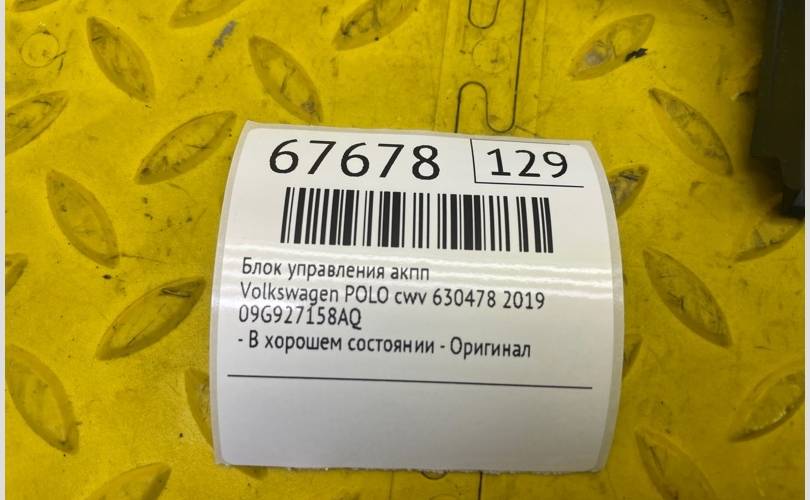 67678 129
Блок управления акпп
Volkswagen POLO cwv 630478 2019
09G927158AQ
- В хорошем состоянии - Оригинал